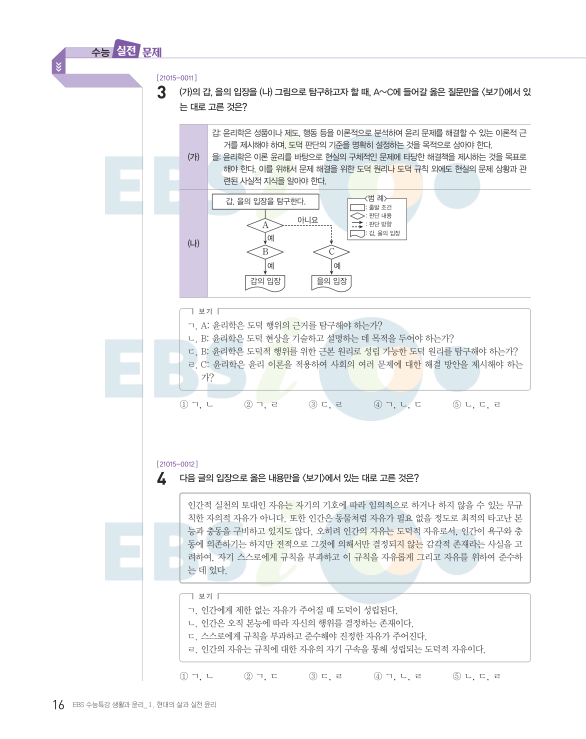 수능 실전 문제
[21015-0011]
3 (가)의 갑, 을의 입장을 (나) 그림으로 탐구하고자 할 때, A~C에 들어갈 옳은 질문만을 <보기>에서 있
는 대로 고른 것은?
(가)
갑: 윤리학은 성품이나 제도, 행동 등을 이론적으로 분석하여 윤리 문제를 해결할 수 있는 이론적 근
거를 제시해야 하며, 도덕 판단의 기준을 명확히 설정하는 것을 목적으로 삼아야 한다.
을: 윤리학은 이론 윤리를 바탕으로 현실의 구체적인 문제에 타당한 해결책을 제시하는 것을 목표로
해야 한다. 이를 위해서 문제 해결을 위한 도덕 원리나 도덕 규칙 외에도 현실의 문제 상황과 관
련된 사실적 지식을 알아야 한다.
(나)
갑, 을의 입장을 탐구한다.
A
아니요
예
B
C
예
예
갑의 입장
을의 입장
<범 례>
: 출발 조건
: 판단 내용
: 판단 방향
: 갑, 을의 입장
보기
ㄱ. A: 윤리학은 도덕 행위의 근거를 탐구해야 하는가?
ㄴ. B: 윤리학은 도덕 현상을 기술하고 설명하는 데 목적을 두어야 하는가?
ㄷ. B: 윤리학은 도덕적 행위를 위한 근본 원리로 성립 가능한 도덕 원리를 탐구해야 하는가?
ㄹ. C: 윤리학은 윤리 이론을 적용하여 사회의 여러 문제에 대한 해결 방안을 제시해야 하는
가?
① ㄱ, ㄴ ② ㄱ, ㄹ ③ ㄷ, ㄹ ④ ㄱ, ㄴ, ㄷ ⑤ ㄴ, ㄷ, ㄹ
[21015-0012]
4 다음 글의 입장으로 옳은 내용만을 <보기>에서 있는 대로 고른 것은?
인간적 실천의 토대인 자유는 자기의 기호에 따라 임의적으로 하거나 하지 않을 수 있는 무규
칙한 자의적 자유가 아니다. 또한 인간은 동물처럼 자유가 필요 없을 정도로 최적의 타고난 본
능과 충동을 구비하고 있지도 않다. 오히려 인간의 자유는 도덕적 자유로서, 인간이 욕구와 충
동에 의존하기는 하지만 전적으로 그것에 의해서만 결정되지 않는 감각적 존재라는 사실을 고
려하여, 자기 스스로에게 규칙을 부과하고 이 규칙을 자유롭게 그리고 자유를 위하여 준수하
는 데 있다.
보기
ㄱ. 인간에게 제한 없는 자유가 주어질 때 도덕이 성립된다.
ㄴ. 인간은 오직 본능에 따라 자신의 행위를 결정하는 존재이다.
ㄷ. 스스로에게 규칙을 부과하고 준수해야 진정한 자유가 주어진다.
ㄹ. 인간의 자유는 규칙에 대한 자유의 자기 구속을 통해 성립되는 도덕적 자유이다.
① ㄱ, ㄴ ② ㄱ, ㄷ ③ ㄷ, ㄹ ④ ㄱ, ㄴ, ㄹ ⑤ ㄴ, ㄷ, ㄹ
16 EBS 수능특강 생활과 윤리_ Ⅰ. 현대의 삶과 실천 윤리